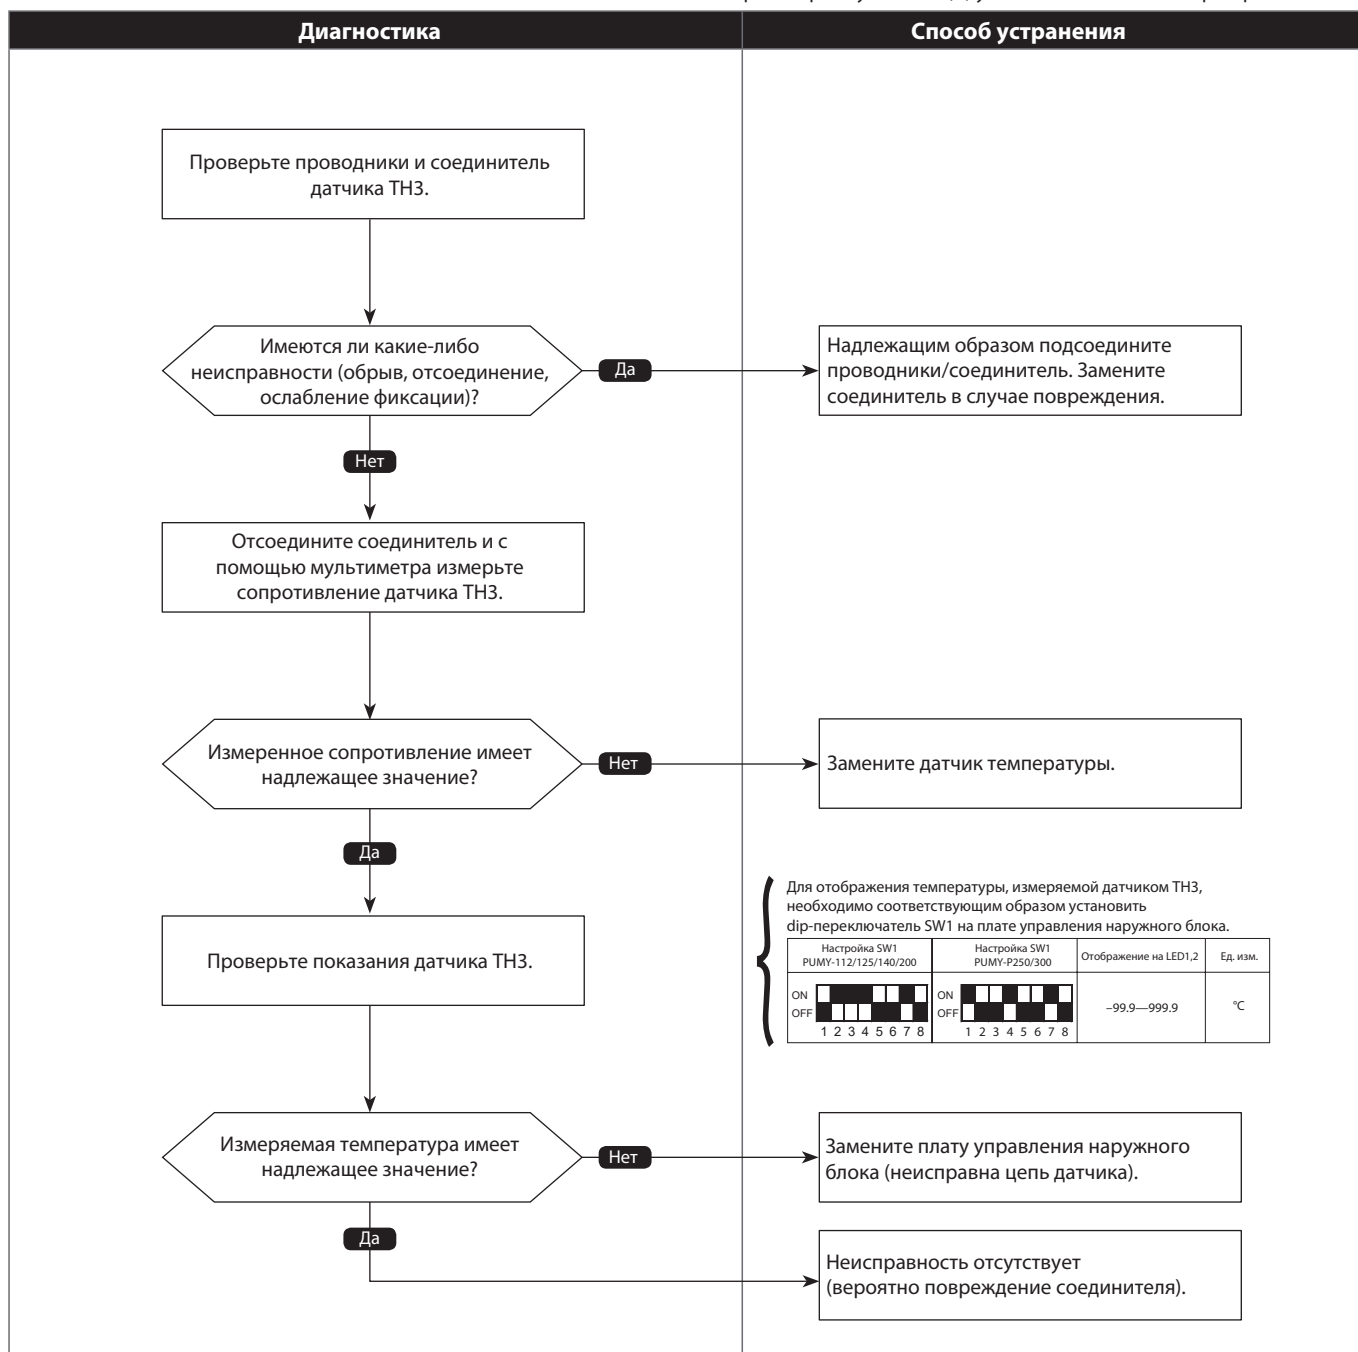 Диагностика
Способ устранения
Проверьте проводники и соединитель
датчика TH3.
Имеются ли какие-либо
неисправности (обрыв, отсоединение,
ослабление фиксации)?
Да
Надлежащим образом подсоедините
проводники/соединитель. Замените
соединитель в случае повреждения.
Нет
Отсоедините соединитель и с
помощью мультиметра измерьте
сопротивление датчика TH3.
Измеренное сопротивление имеет
надлежащее значение?
Нет
Замените датчик температуры.
Да
Проверьте показания датчика TH3.
Для отображения температуры, измеряемой датчиком TH3,
необходимо соответствующим образом установить
dip-переключатель SW1 на плате управления наружного блока.
Настройка SW1
PUMY-112/125/140/200
Настройка SW1
PUMY-P250/300
Отображение на LED1,2
Ед. изм.
ON
OFF
1 2 3 4 5 6 7 8
ON
OFF
1 2 3 4 5 6 7 8
–99.9—999.9
°C
Измеряемая температура имеет
надлежащее значение?
Нет
Замените плату управления наружного
блока (неисправна цепь датчика).
Да
Неисправность отсутствует
(вероятно повреждение соединителя).